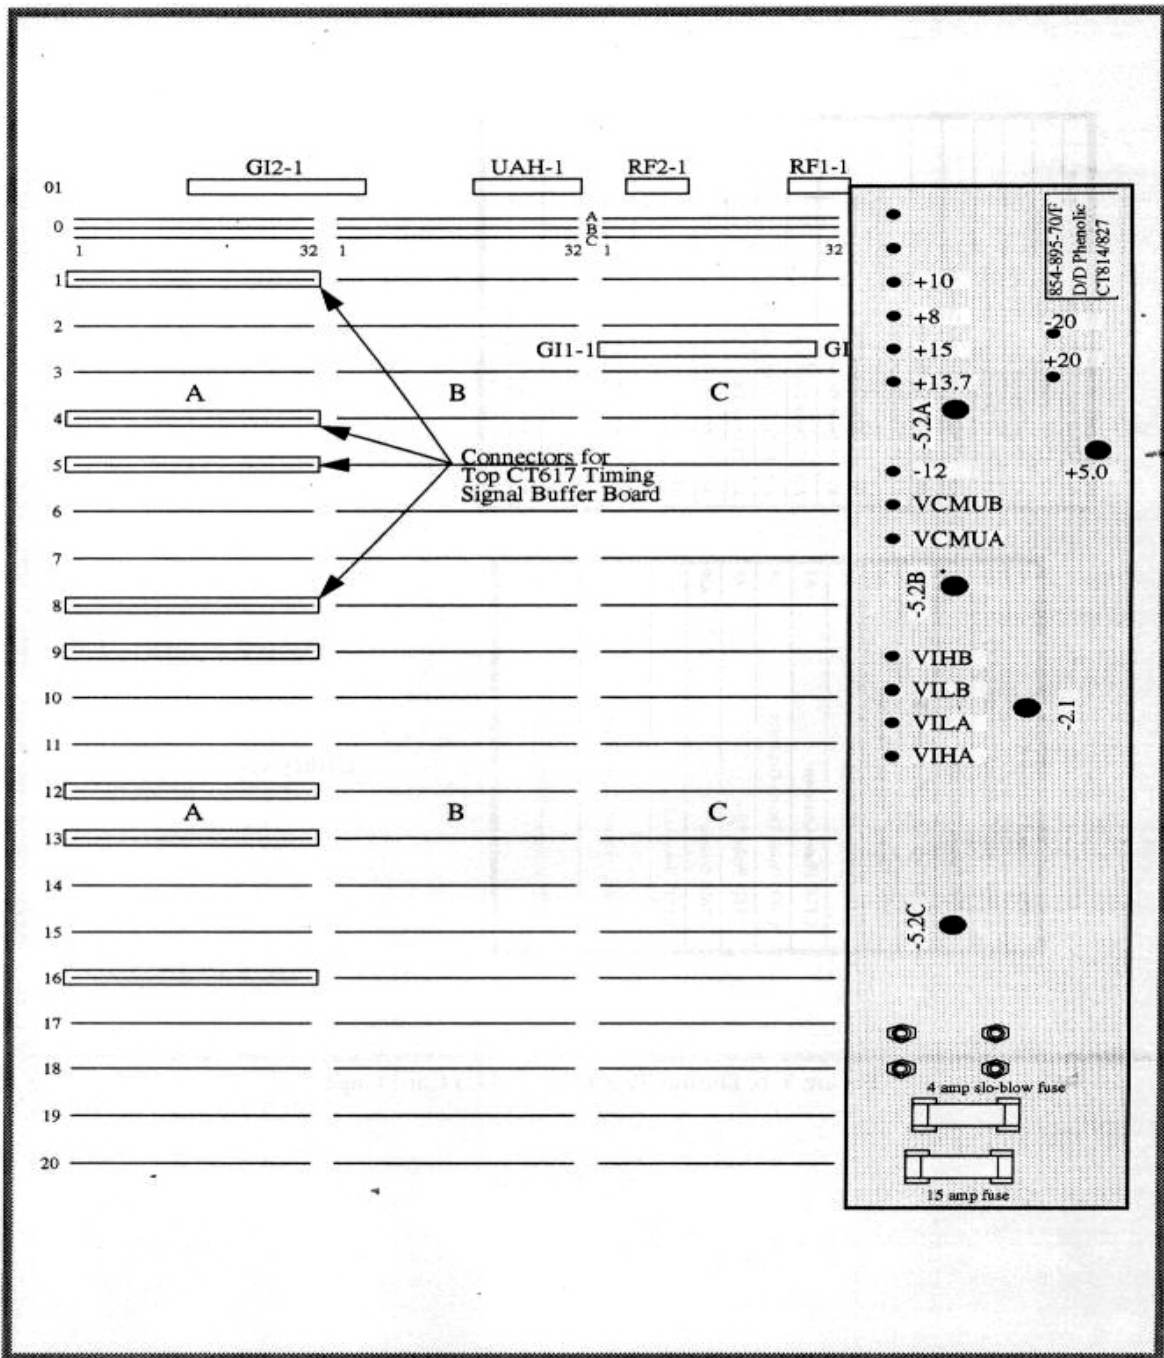 GI2-1 UAH-1 RF2-1 RF1-1
01
A
0 B
C
1 32 1 32 1 32
1
2
GI1-1 GI
3
A B C
4
5
Connectors for
Top CT617 Timing
Signal Buffer Board
6
7
8
9
10
11
12
A B C
13
14
15
16
17
18
19
20
854-895-70/F
D/D Phenolic
CT814/827
+10
+8
-20
+15
+20
+13.7
-5.2A
-12
+5.0
VCMUB
VCMUA
-5.2B
VIHB
VILB
-2.1
VILA
VIHA
-5.2C
4 amp slo-blow fuse
15 amp fuse